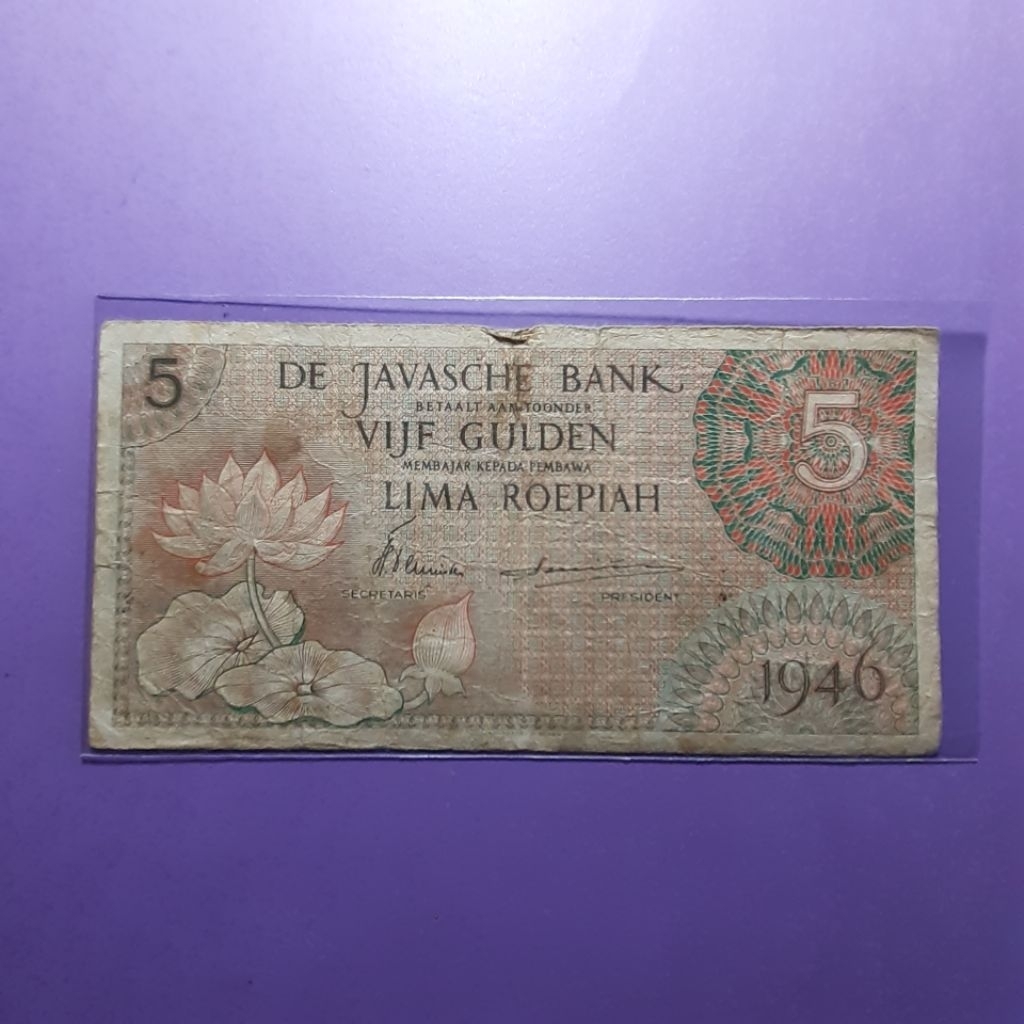 5
DE JAVASCHE BANK
BETAALT AAN TOONDER
VIJF GULDEN
MEMBAJAR KEPADA PEMBAWA
LIMA ROEPIAH
5
SECRETARIS
PRESIDENT
1946